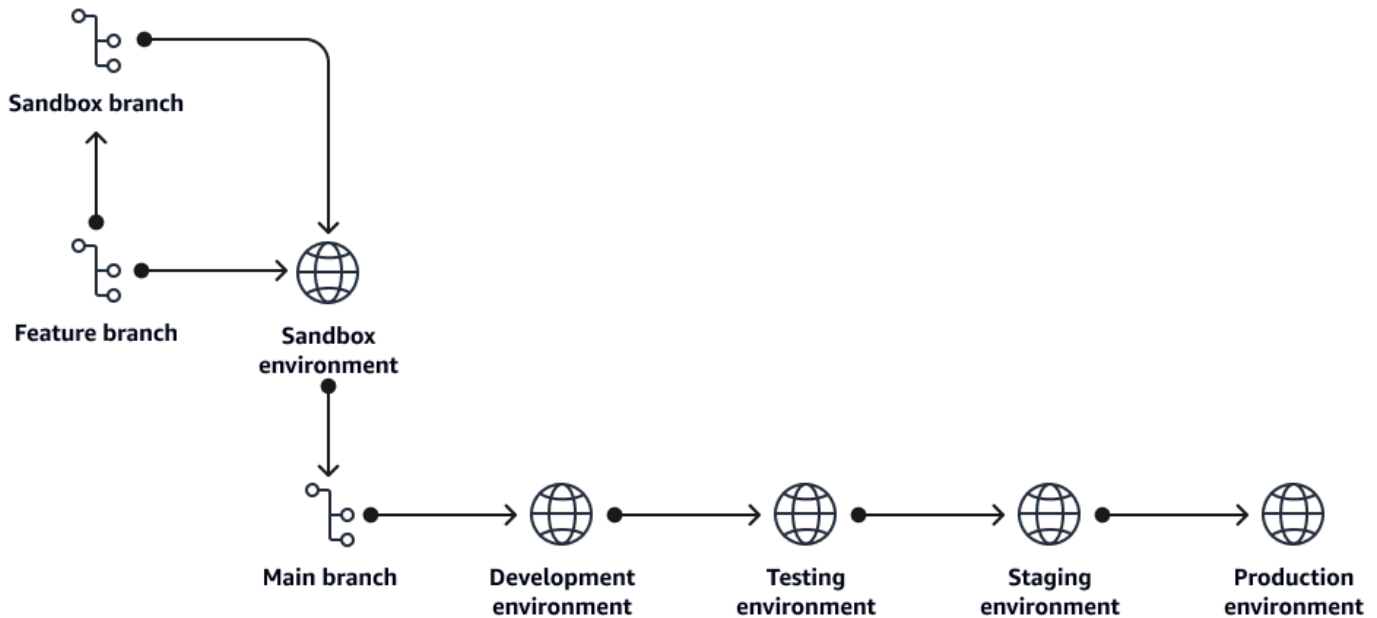 Sandbox branch
Feature branch
Sandbox
environment
Main branch
Development
environment
Testing
environment
Staging
environment
Production
environment